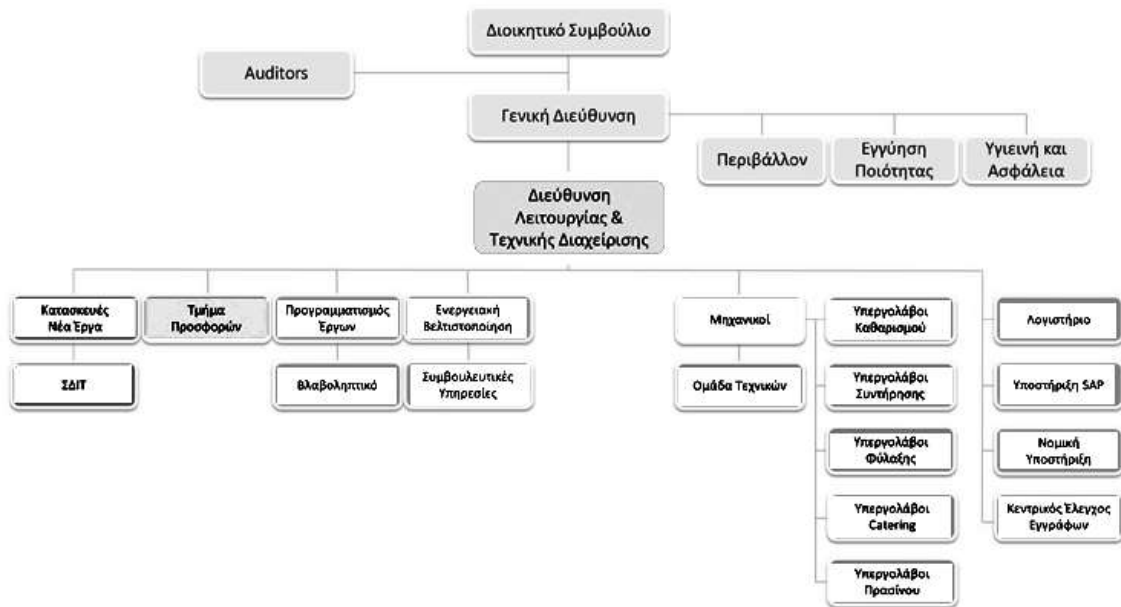 Διοικητικό Συμβούλιο
Auditors
Γενική Διεύθυνση
Περιβάλλον
Εγγύηση
Ποιότητας
Υγιεινή και
Ασφάλεια
Διεύθυνση
Λειτουργίας &
Τεχνικής Διαχείρισης
Κατασκευές
Νέα Έργα
Τμήμα
Προσφορών
Προγραμματισμός
Έργων
Ενεργειακή
Βελτιστοποίηση
Μηχανικοί
Υπεργολάβοι
Καθαρισμού
Λογιστήριο
ΣΔΙΤ
Βλαβοληπτικό
Συμβουλευτικές
Υπηρεσίες
Ομάδα Τεχνικών
Υπεργολάβοι
Συντήρησης
Υποστήριξη SAP
Υπεργολάβοι
Φύλαξης
Νομική
Υποστήριξη
Υπεργολάβοι
Catering
Κεντρικός Έλεγχος
Εγγράφων
Υπεργολάβοι
Πρασίνου